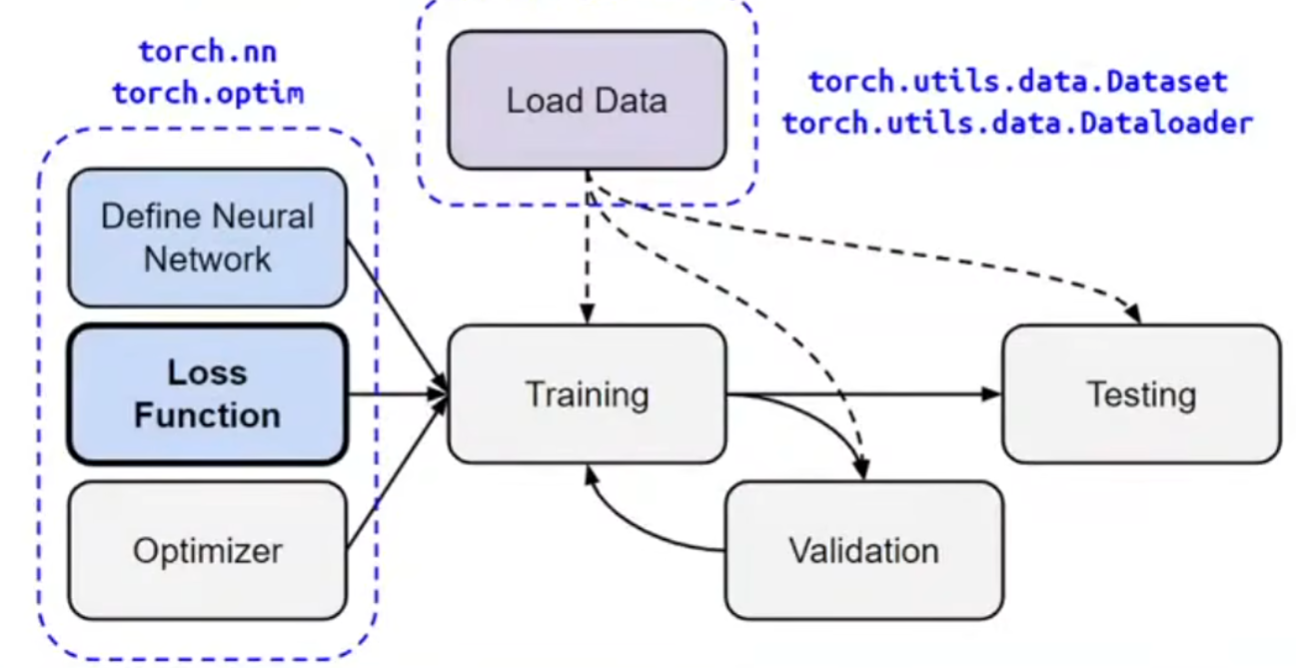 torch.nn
torch.optim
Load Data
torch.utils.data.Dataset
torch.utils.data.Dataloader
Define Neural
Network
Loss
Function
Optimizer
Training
Testing
Validation